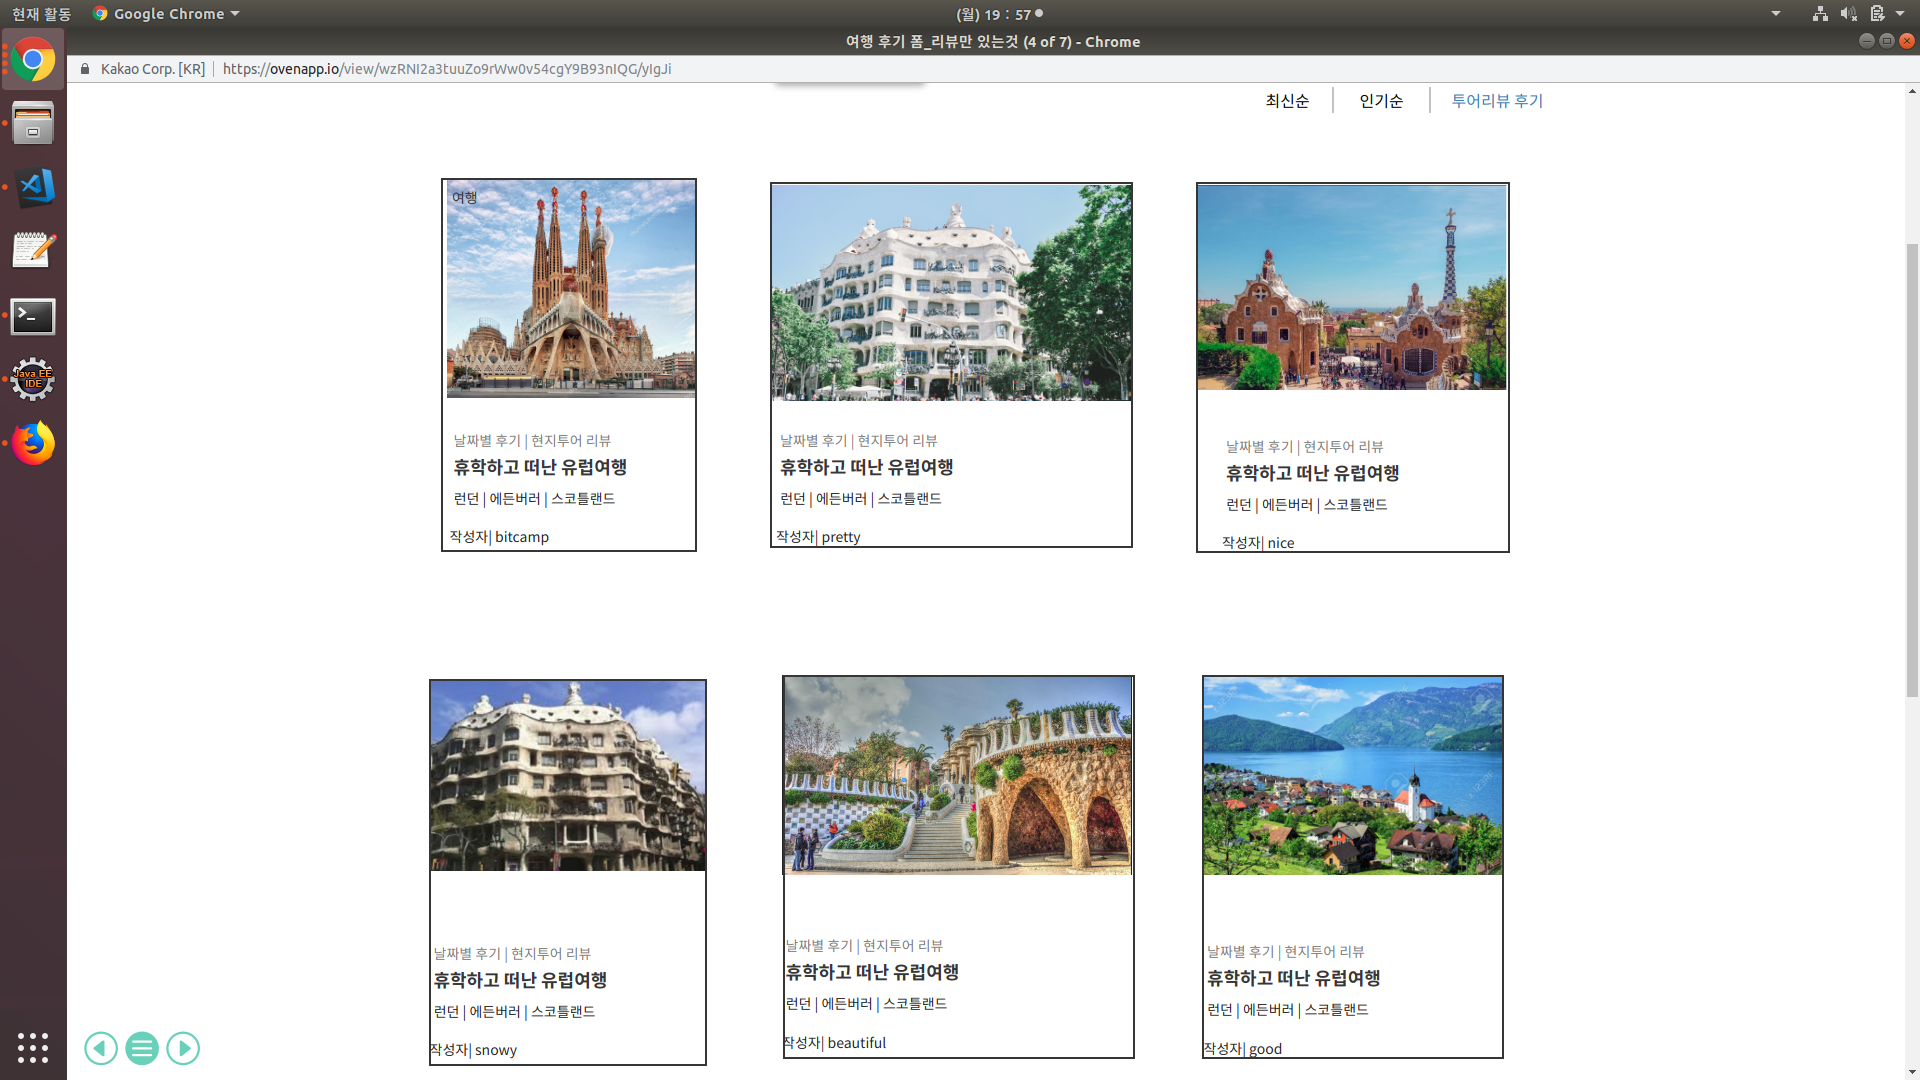 현재 활동 Google Chrome (월) 19 : 57
여행 후기 폼_리뷰만 있는것 (4 of 7) - Chrome
Kakao Corp. [KR] https://ovenapp.io/view/wzRNI2a3tuuZo9rWw0v54cgY9B93nIQG/yIgJi
최신순 인기순 투어리뷰 후기
여행
날짜별 후기 | 현지투어 리뷰
휴학하고 떠난 유럽여행
런던 | 에든버러 | 스코틀랜드
작성자| bitcamp
날짜별 후기 | 현지투어 리뷰
휴학하고 떠난 유럽여행
런던 | 에든버러 | 스코틀랜드
작성자| pretty
날짜별 후기 | 현지투어 리뷰
휴학하고 떠난 유럽여행
런던 | 에든버러 | 스코틀랜드
작성자| nice
날짜별 후기 | 현지투어 리뷰
휴학하고 떠난 유럽여행
런던 | 에든버러 | 스코틀랜드
작성자| snowy
날짜별 후기 | 현지투어 리뷰
휴학하고 떠난 유럽여행
런던 | 에든버러 | 스코틀랜드
작성자| beautiful
날짜별 후기 | 현지투어 리뷰
휴학하고 떠난 유럽여행
런던 | 에든버러 | 스코틀랜드
작성자| good
Java EE
IDE